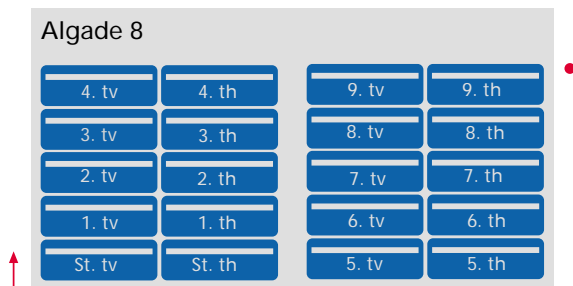 Algade 8
4. tv 4. th 9. tv 9. th
3. tv 3. th 8. tv 8. th
2. tv 2. th 7. tv 7. th
1. tv 1. th 6. tv 6. th
St. tv St. th 5. tv 5. th